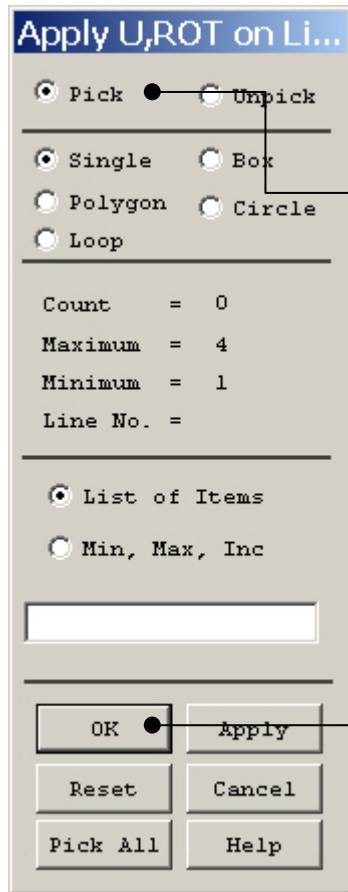 Apply U,ROT on Li...
Pick Unpick
Single Box
Polygon Circle
Loop
Count = 0
Maximum = 4
Minimum = 1
Line No. =
List of Items
Min, Max, Inc
OK Apply
Reset Cancel
Pick All Help